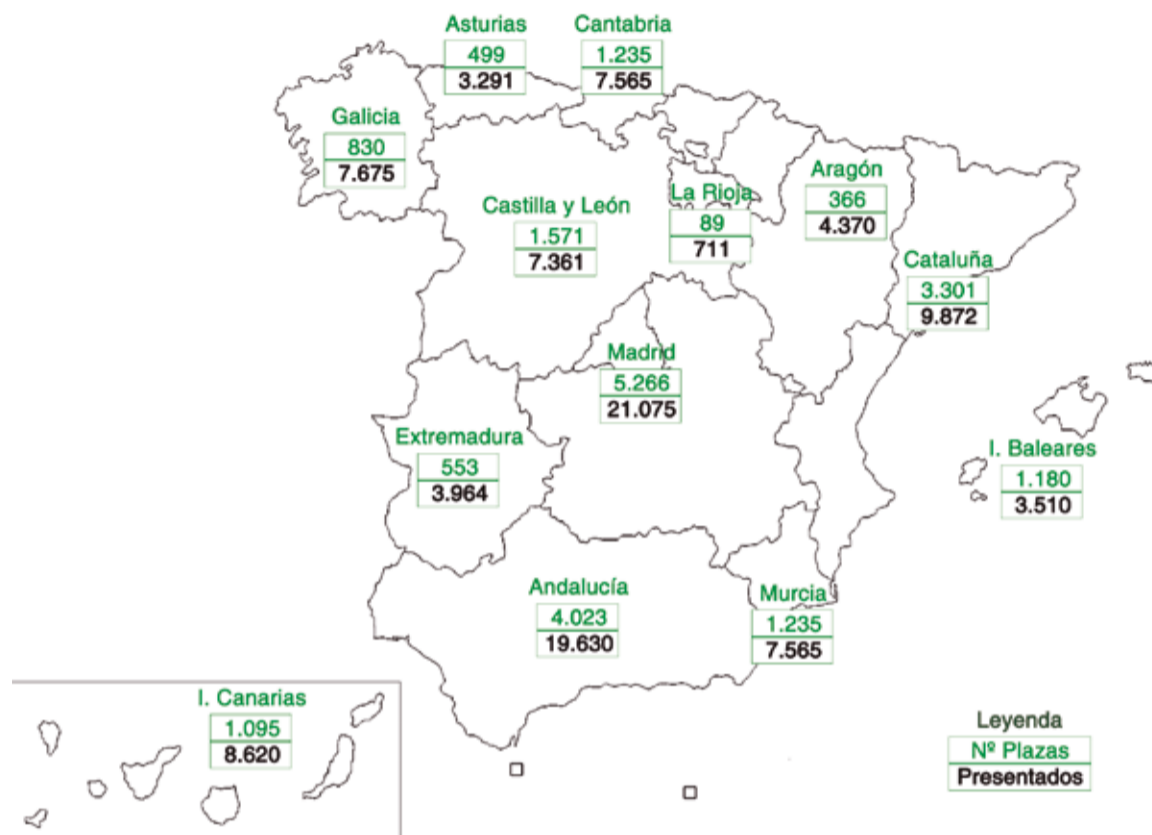 Asturias
499
3.291
Cantabria
1.235
7.565
Galicia
830
7.675
Castilla y León
1.571
7.361
La Rioja
89
711
Aragón
366
4.370
Cataluña
3.301
9.872
Madrid
5.266
21.075
Extremadura
553
3.964
I. Baleares
1.180
3.510
Andalucía
4.023
19.630
Murcia
1.235
7.565
I. Canarias
1.095
8.620
Leyenda
Nº Plazas
Presentados